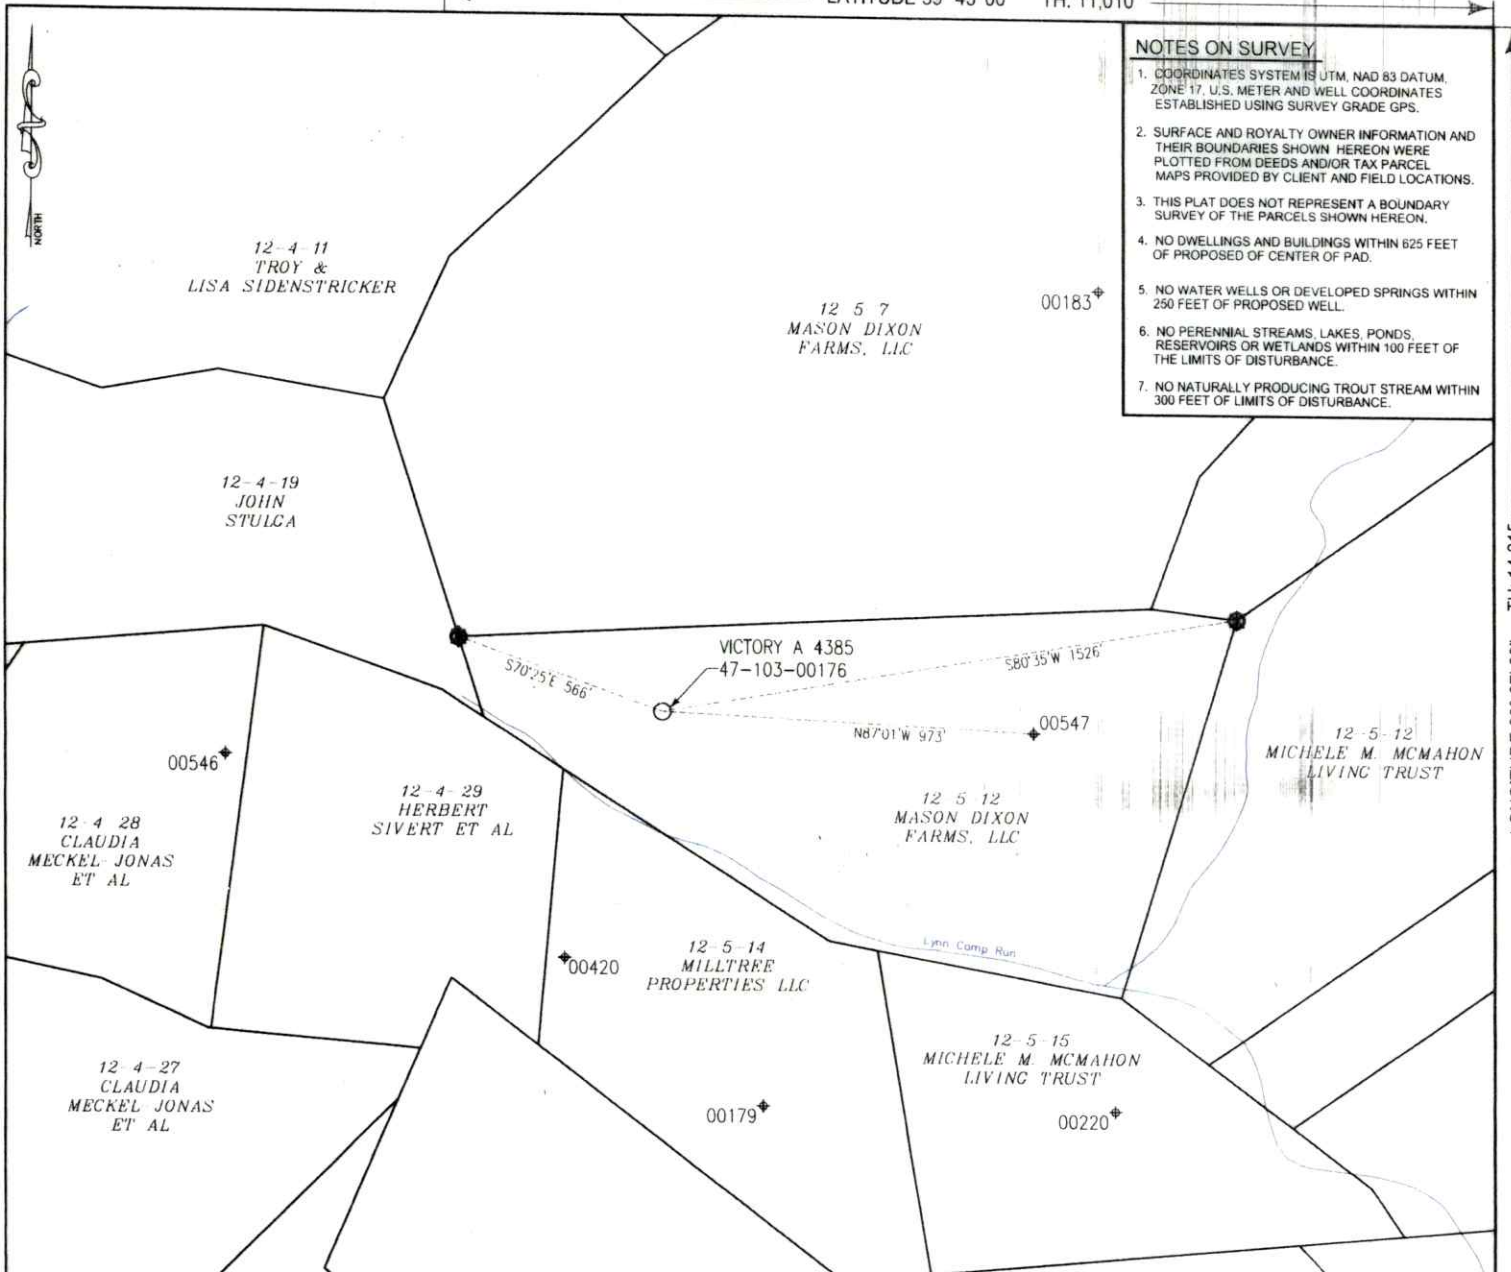 LATITUDE 39°45'00" TH. 11,010
NOTES ON SURVEY
1. COORDINATES SYSTEM IS UTM, NAD 83 DATUM,
ZONE 17, U.S. METER AND WELL COORDINATES
ESTABLISHED USING SURVEY GRADE GPS.
2. SURFACE AND ROYALTY OWNER INFORMATION AND
THEIR BOUNDARIES SHOWN HEREON WERE
PLOTTED FROM DEEDS AND/OR TAX PARCEL
MAPS PROVIDED BY CLIENT AND FIELD LOCATIONS.
3. THIS PLAT DOES NOT REPRESENT A BOUNDARY
SURVEY OF THE PARCELS SHOWN HEREON.
4. NO DWELLINGS AND BUILDINGS WITHIN 625 FEET
OF PROPOSED OF CENTER OF PAD.
5. NO WATER WELLS OR DEVELOPED SPRINGS WITHIN
250 FEET OF PROPOSED WELL.
6. NO PERENNIAL STREAMS, LAKES, PONDS,
RESERVOIRS OR WETLANDS WITHIN 100 FEET OF
THE LIMITS OF DISTURBANCE.
7. NO NATURALLY PRODUCING TROUT STREAM WITHIN
300 FEET OF LIMITS OF DISTURBANCE.
NORTH
12-4-11
TROY &
LISA SIDENSTRICKER
12 5 7
MASON DIXON
FARMS, LLC
00183
12-4-19
JOHN
STULGA
VICTORY A 4385
47-103-00176
S70°25'E 566'
S80°35'W 1526'
N87°01'W 973'
00547
12-5-12
MICHELE M. MCMAHON
LIVING TRUST
00546
12-4-29
HERBERT
SIVERT ET AL
12 5 12
MASON DIXON
FARMS, LLC
12 4 28
CLAUDIA
MECKEL JONAS
ET AL
Lynn Camp Run
12-5-14
MILLTREE
PROPERTIES LLC
00420
12-5-15
MICHELE M. MCMAHON
LIVING TRUST
12 4-27
CLAUDIA
MECKEL JONAS
ET AL
00179
00220